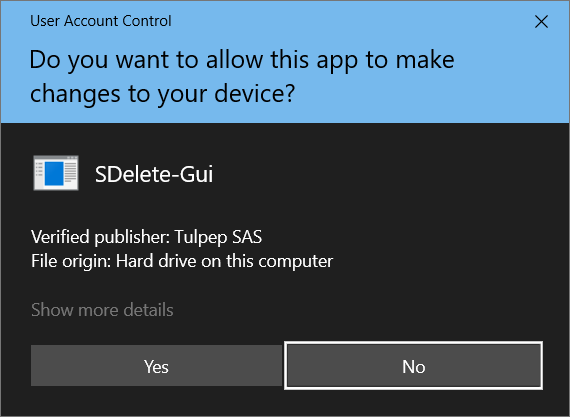 User Account Control
Do you want to allow this app to make
changes to your device?
SDelete-Gui
Verified publisher: Tulpep SAS
File origin: Hard drive on this computer
Show more details
Yes
No